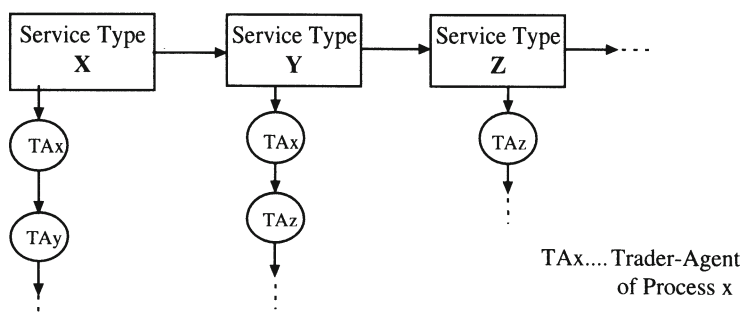 Service Type
X
Service Type
Y
Service Type
Z
TAx
TAx
TAz
TAy
TAz
TAx.... Trader-Agent
of Process x